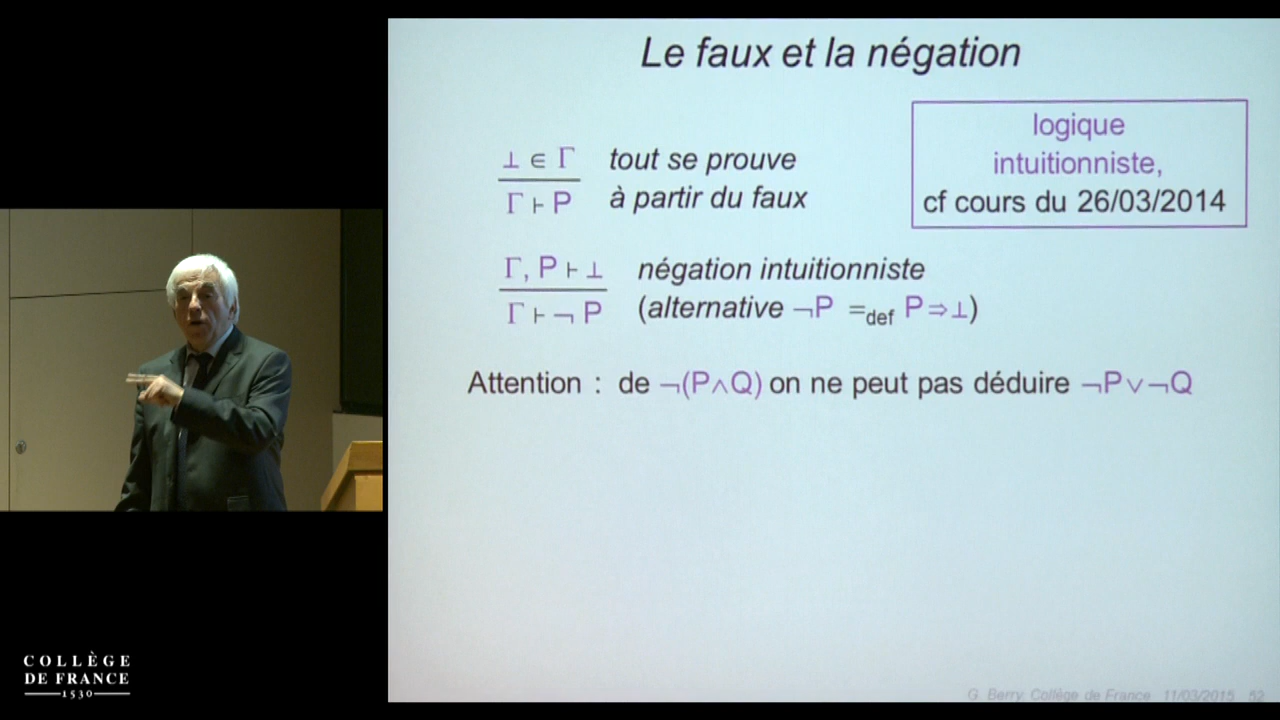 Le faux et la négation
logique
intuitionniste,
cf cours du 26/03/2014
⊥ ∈ Γ
Γ ⊢ P
tout se prouve
à partir du faux
Γ, P ⊢ ⊥
Γ ⊢ ¬ P
négation intuitionniste
(alternative ¬P =def P⇒⊥)
Attention : de ¬(P∧Q) on ne peut pas déduire ¬P∨¬Q
COLLÈGE
DE FRANCE
1530
G. Berry, Collège de France 11/03/2015 52